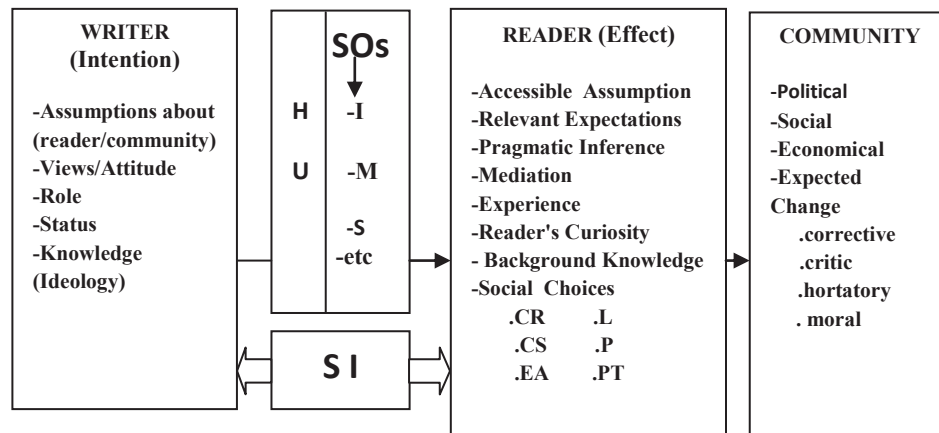 WRITER
(Intention)
-Assumptions about
(reader/community)
-Views/Attitude
-Role
-Status
-Knowledge
(Ideology)
SOs
H -I
U -M
-S
-etc
S I
READER (Effect)
-Accessible Assumption
-Relevant Expectations
-Pragmatic Inference
-Mediation
-Experience
-Reader's Curiosity
- Background Knowledge
-Social Choices
.CR .L
.CS .P
.EA .PT
COMMUNITY
-Political
-Social
-Economical
-Expected
Change
.corrective
.critic
.hortatory
. moral